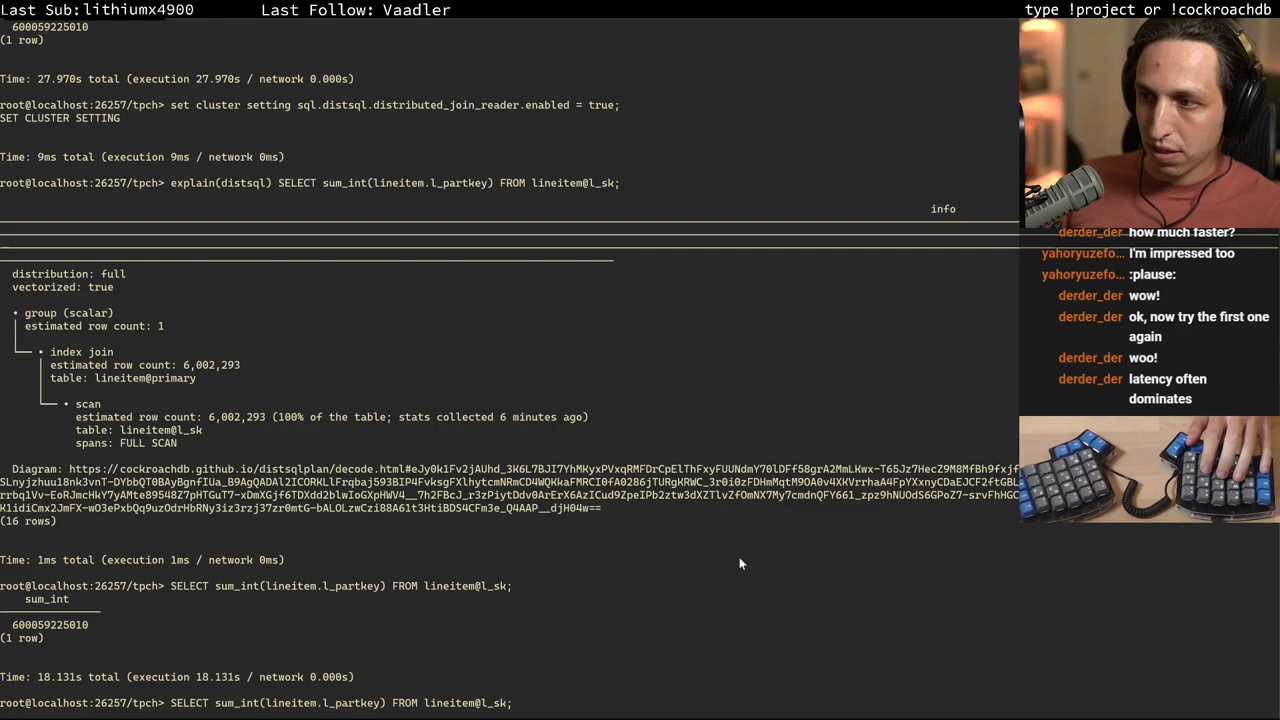 Last Sub:lithiumx4900
Last Follow: Vaadler
type !project or !cockroachdb
600059225010
(1 row)
Time: 27.970s total (execution 27.970s / network 0.000s)
root@localhost:26257/tpch> set cluster setting sql.distsql.distributed_join_reader.enabled = true;
SET CLUSTER SETTING
Time: 9ms total (execution 9ms / network 0ms)
root@localhost:26257/tpch> explain(distsql) SELECT sum_int(lineitem.l_partkey) FROM lineitem@l_sk;
info
distribution: full
vectorized: true
• group (scalar)
estimated row count: 1
• index join
estimated row count: 6,002,293
table: lineitem@primary
• scan
estimated row count: 6,002,293 (100% of the table; stats collected 6 minutes ago)
table: lineitem@l_sk
spans: FULL SCAN
Diagram: https://cockroachdb.github.io/distsqlplan/decode.html
(16 rows)
Time: 1ms total (execution 1ms / network 0ms)
root@localhost:26257/tpch> SELECT sum_int(lineitem.l_partkey) FROM lineitem@l_sk;
sum_int
600059225010
(1 row)
Time: 18.131s total (execution 18.131s / network 0.000s)
root@localhost:26257/tpch> SELECT sum_int(lineitem.l_partkey) FROM lineitem@l_sk;
derder_der how much faster?
yahoryuzefo... I'm impressed too
yahoryuzefo... :plause:
derder_der wow!
derder_der ok, now try the first one
again
derder_der woo!
derder_der latency often
dominates